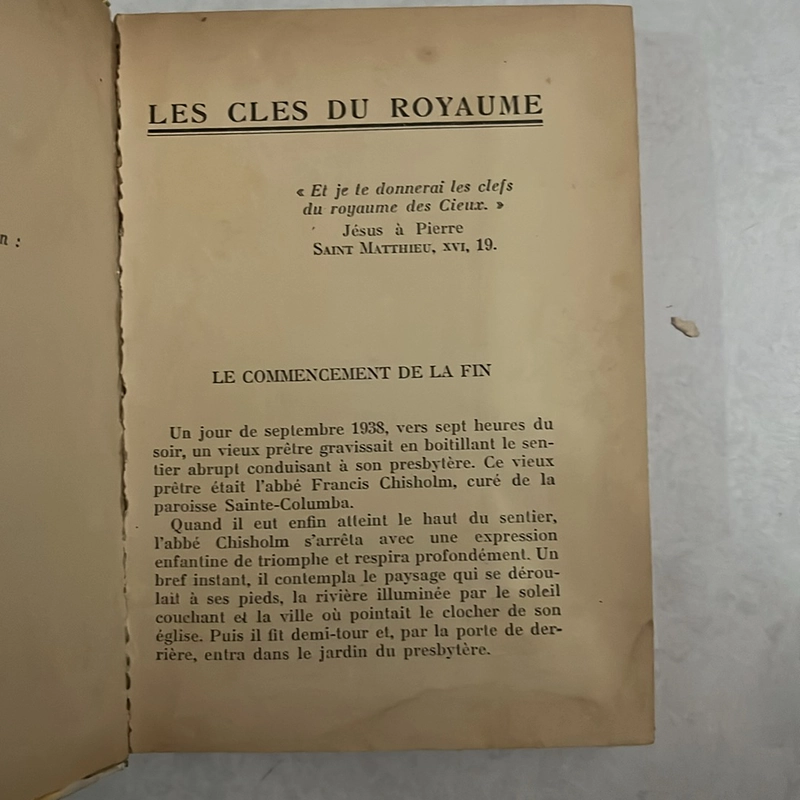 n :
LES CLES DU ROYAUME
« Et je te donnerai les clefs
du royaume des Cieux. »
Jésus à Pierre
SAINT MATTHIEU, XVI, 19.
LE COMMENCEMENT DE LA FIN
Un jour de septembre 1938, vers sept heures du
soir, un vieux prêtre gravissait en boitillant le sen-
tier abrupt conduisant à son presbytère. Ce vieux
prêtre était l'abbé Francis Chisholm, curé de la
paroisse Sainte-Columba.
Quand il eut enfin atteint le haut du sentier,
l'abbé Chisholm s'arrêta avec une expression
enfantine de triomphe et respira profondément. Un
bref instant, il contempla le paysage qui se dérou-
lait à ses pieds, la rivière illuminée par le soleil
couchant et la ville où pointait le clocher de son
église. Puis il fit demi-tour et, par la porte de der-
rière, entra dans le jardin du presbytère.